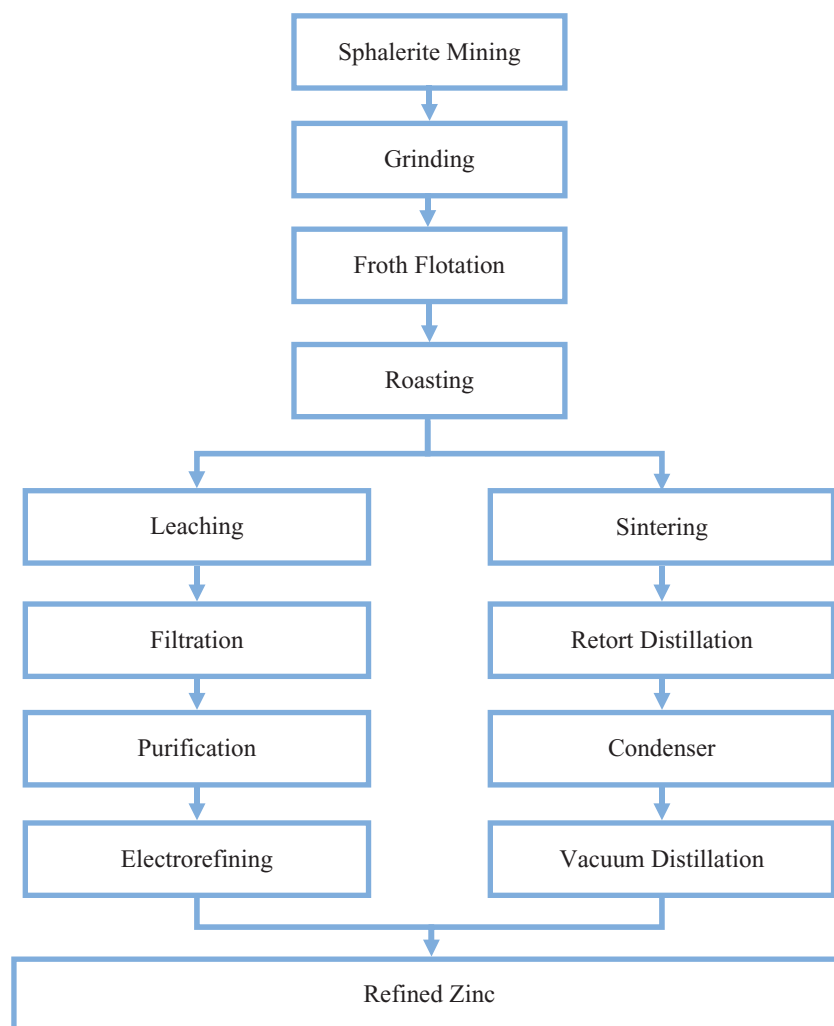 Sphalerite Mining
Grinding
Froth Flotation
Roasting
Leaching
Sintering
Filtration
Retort Distillation
Purification
Condenser
Electrorefining
Vacuum Distillation
Refined Zinc